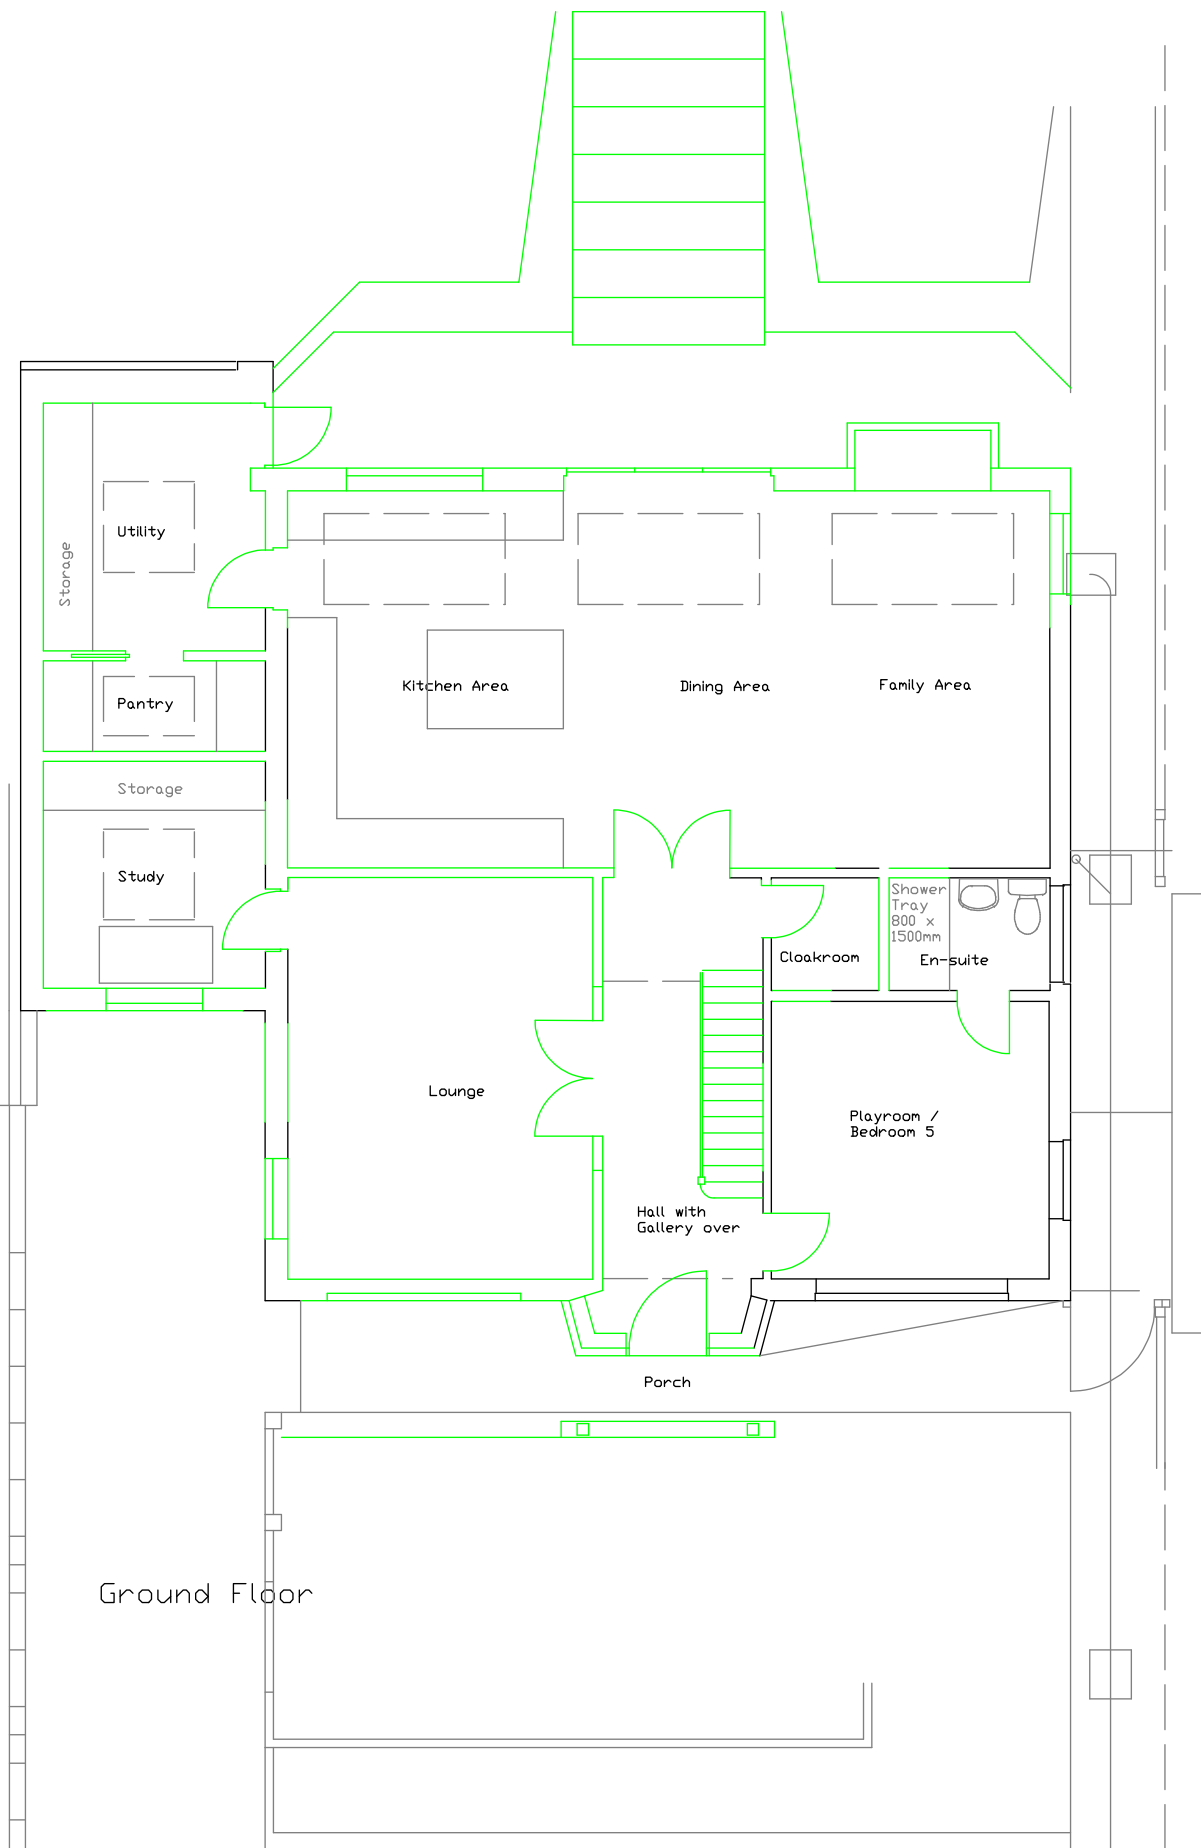 Utility
Storage
Pantry
Kitchen Area
Dining Area
Family Area
Storage
Study
Shower
Tray
800 x
1500mm
Cloakroom
En-suite
Lounge
Playroom /
Bedroom 5
Hall with
Gallery over
Porch
Ground Floor